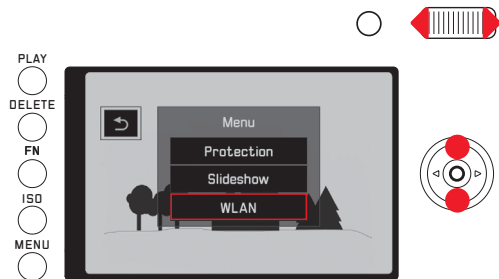 PLAY
DELETE
FN
ISO
MENU
Menu
Protection
Slideshow
WLAN